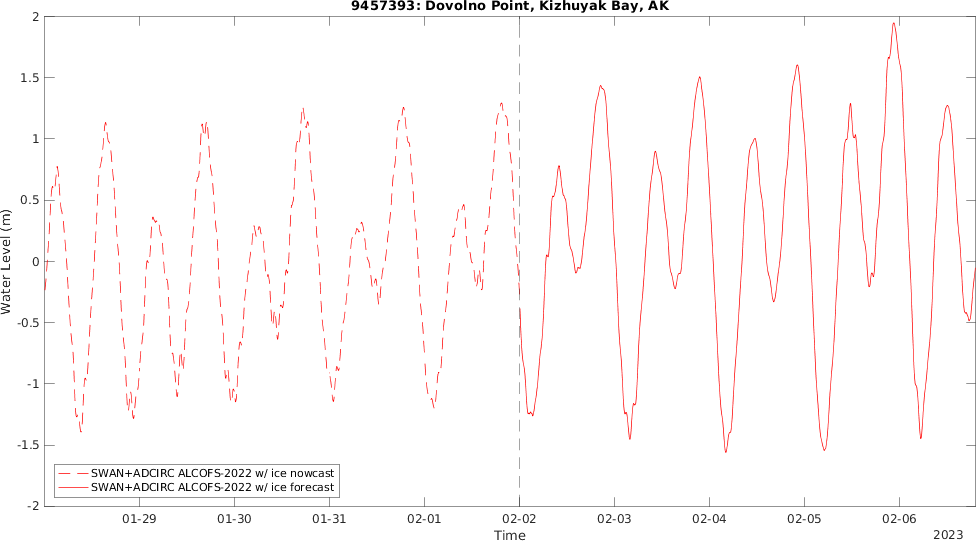 9457393: Dovolno Point, Kizhuyak Bay, AK
2
1.5
1
0.5
0
-0.5
-1
-1.5
-2
Water Level (m)
SWAN+ADCIRC ALCOFS-2022 w/ ice nowcast
SWAN+ADCIRC ALCOFS-2022 w/ ice forecast
01-29 01-30 01-31 02-01 02-02 02-03 02-04 02-05 02-06
Time
2023